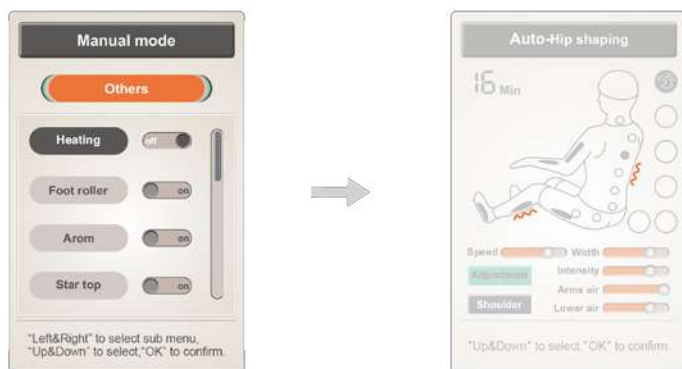 Manual mode
Others
Heating off
Foot roller on
Arom on
Star top on
"Left&Right" to select sub menu,
"Up&Down" to select,"OK" to confirm.
Auto-Hip shaping
16 Min
Speed Width
Adjustment Intensity
Arms air
Shoulder Lower air
"Up&Down" to select,"OK" to confirm.